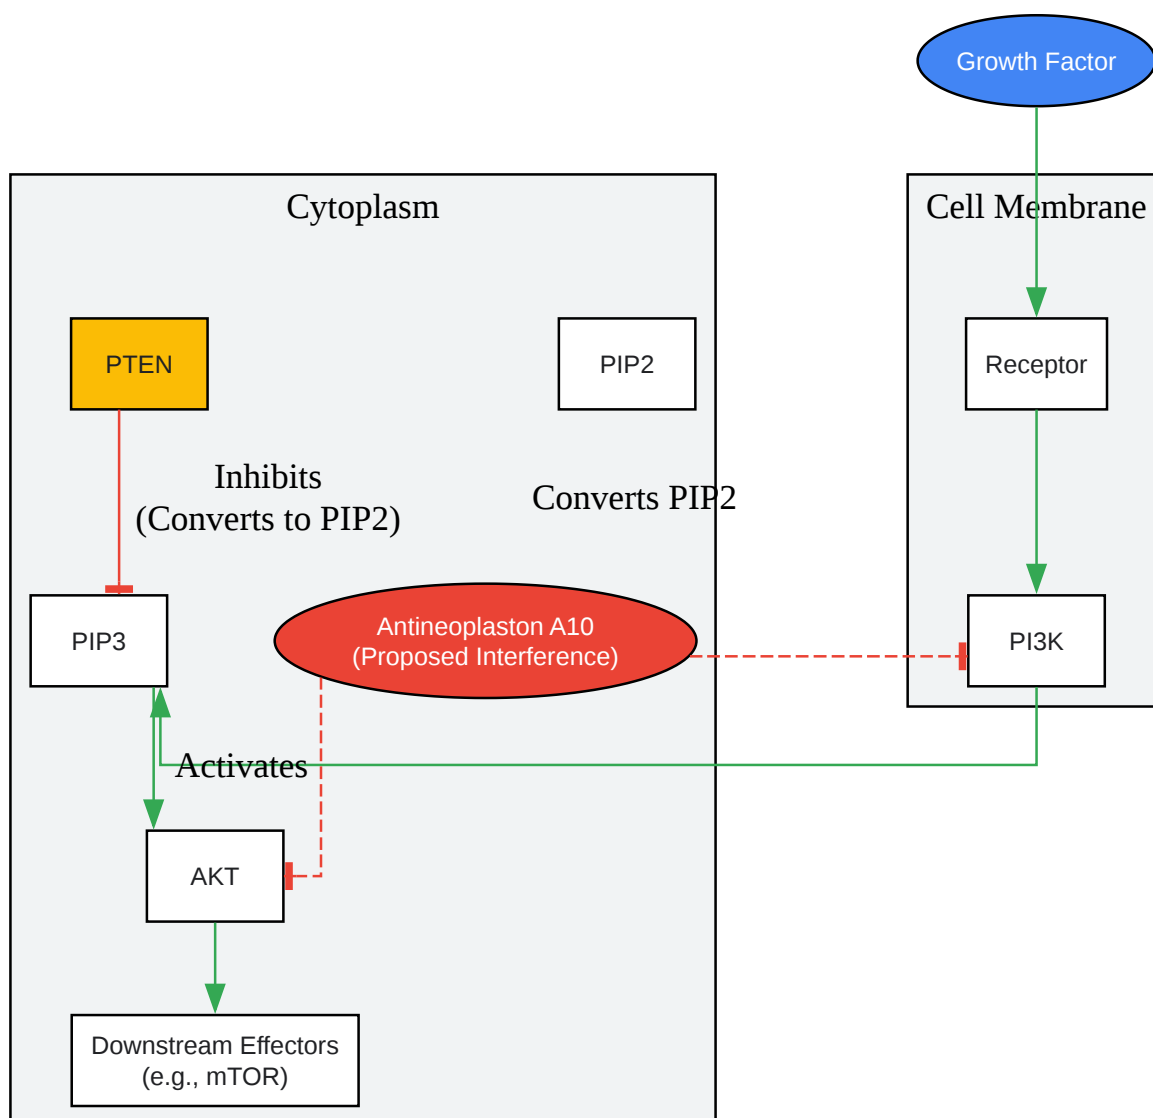 Growth Factor
Cytoplasm
Cell Membrane
PTEN
PIP2
Receptor
Inhibits
(Converts to PIP2)
Converts PIP2
PIP3
Antineoplaston A10
(Proposed Interference)
PI3K
Activates
AKT
Downstream Effectors
(e.g., mTOR)